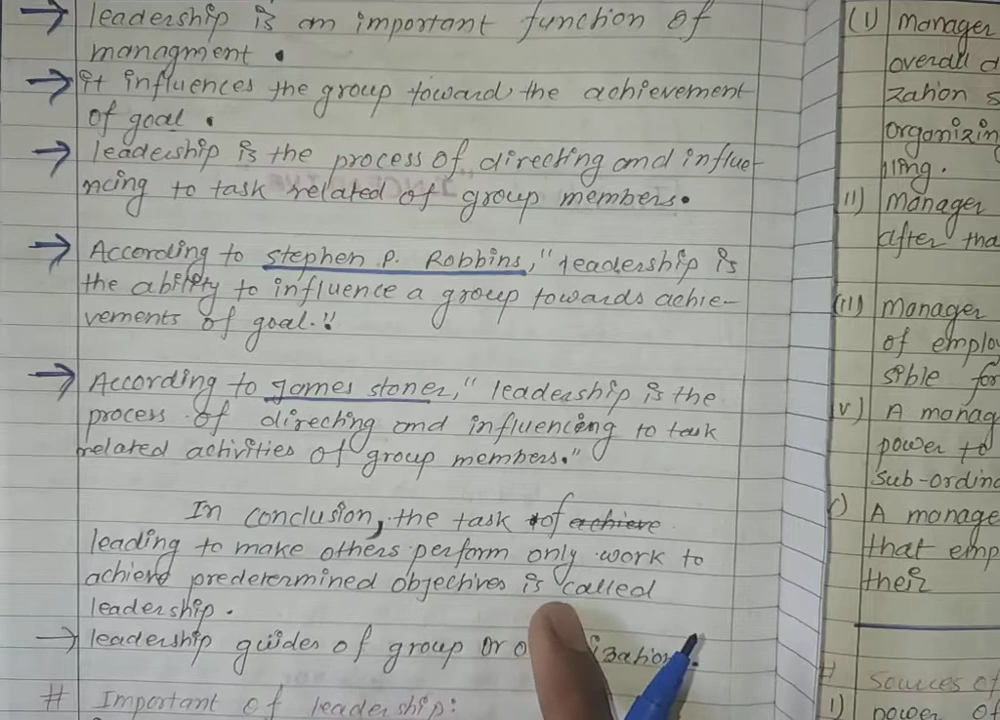 → leadership is an important function of
managment.
→ it influences the group toward the achievement
of goal.
→ leadership is the process of directing and influe-
ncing to task related of group members.
→ According to stephen P. Robbins, "leadership is
the ability to influence a group towards achie-
vements of goal."
→ According to james stoner, "leadership is the
process of directing and influencing to task
related activities of group members."
In conclusion, the task of achieve
leading to make others perform only work to
achieve predetermined objectives is called
leadership.
→ leadership guides of group or
# Important of leadership:
(i) manager
overall
zation
organizin
lling.
ii) manager
after tha
(iii) manager
of emplo
sible for
v) A manag
power to
sub-ordina
A manage
that emp
their
# sources of
i) power of